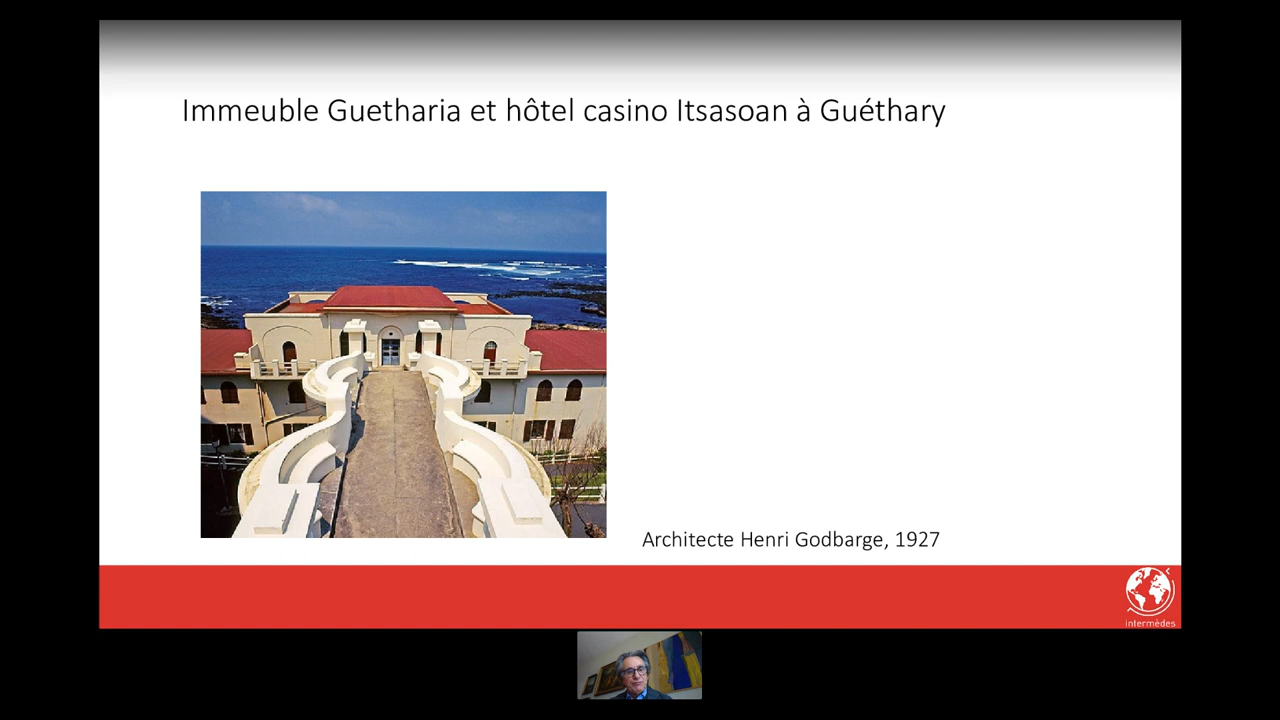 Immeuble Guetharia et hôtel casino Itsasoan à Guéthary
Architecte Henri Godbarge, 1927
intermèdes